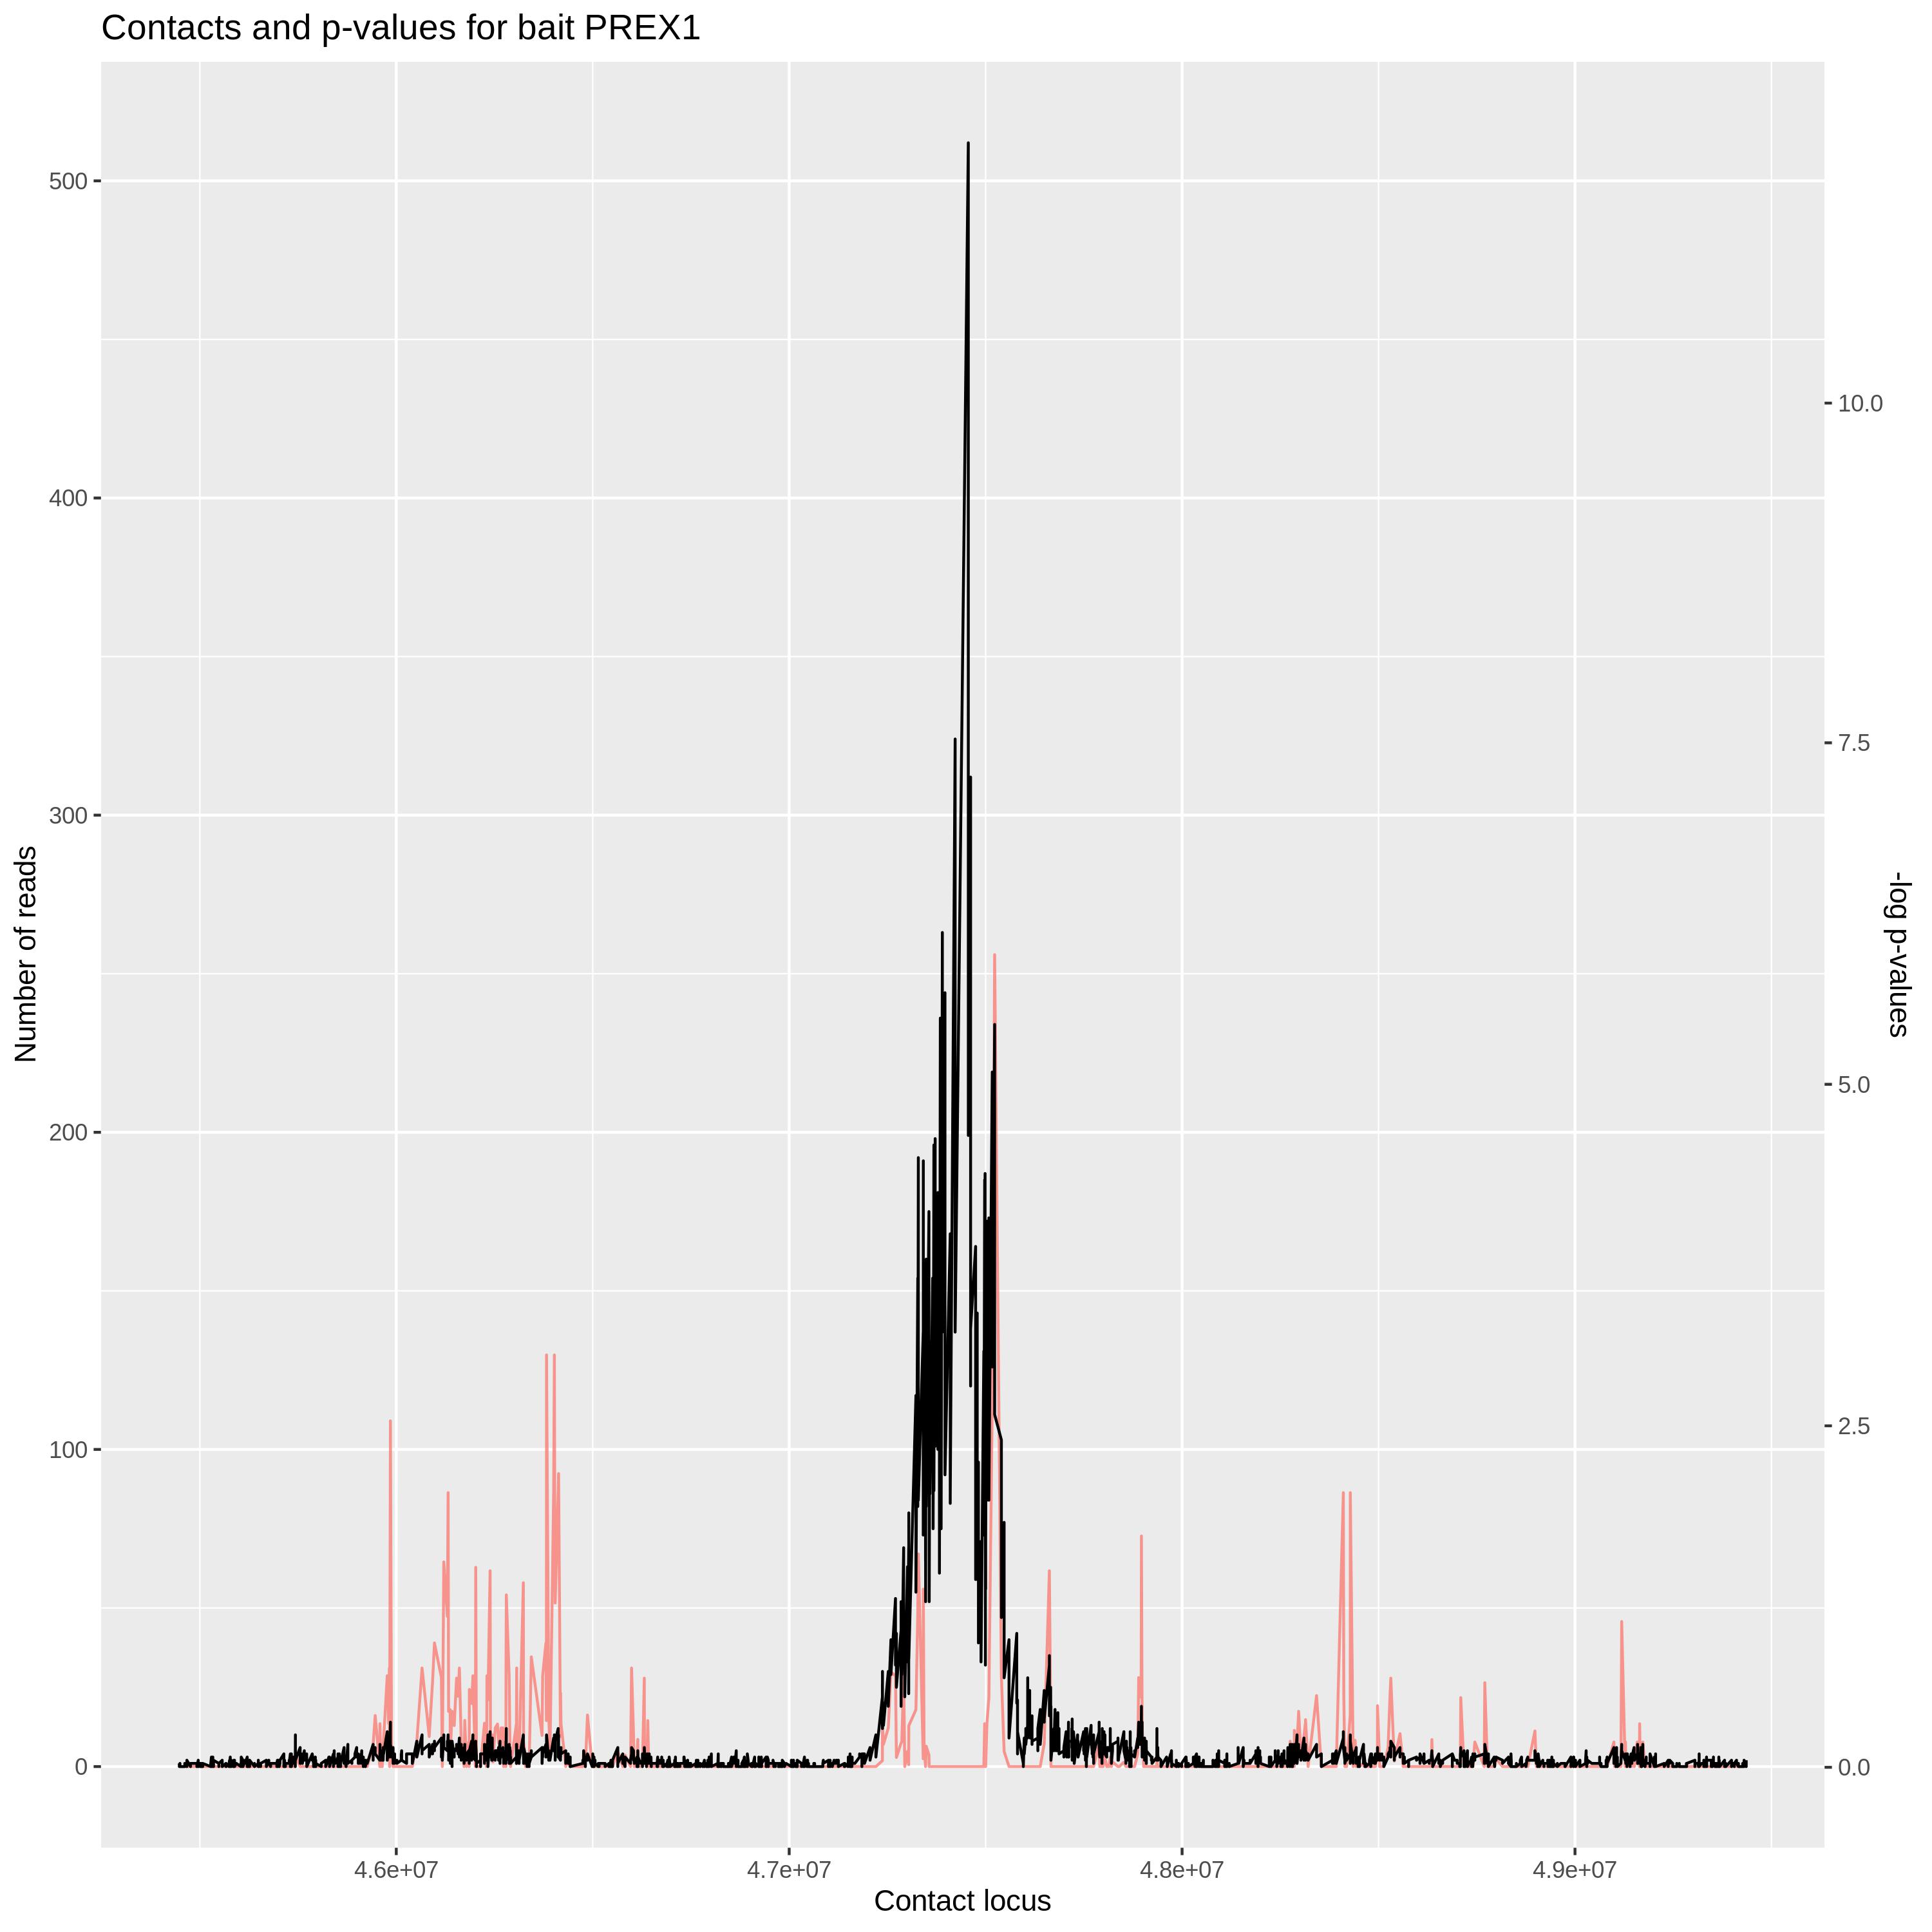 Contacts and p-values for bait PREX1
500
400
300
200
100
0
Number of reads
10.0
7.5
5.0
2.5
0.0
-log p-values
4.6e+07
4.7e+07
4.8e+07
4.9e+07
Contact locus